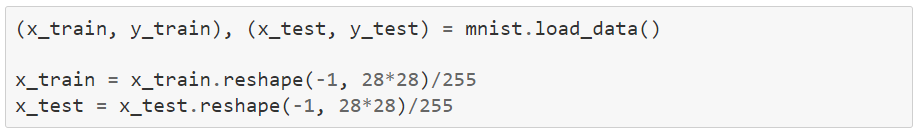 (x_train, y_train), (x_test, y_test) = mnist.load_data()
x_train = x_train.reshape(-1, 28*28)/255
x_test = x_test.reshape(-1, 28*28)/255